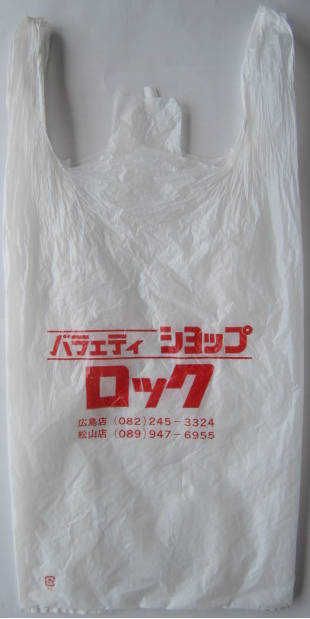 バラエティ ショップ
ロック
広島店 (082) 245-3324
松山店 (089) 947-6955